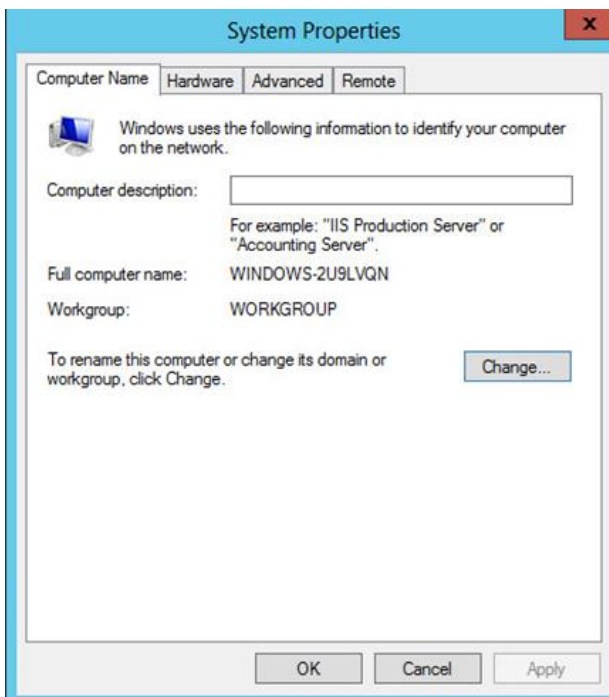 System Properties
x
Computer Name Hardware Advanced Remote
Windows uses the following information to identify your computer
on the network.
Computer description:
For example: "IIS Production Server" or
"Accounting Server".
Full computer name: WINDOWS-2U9LVQN
Workgroup: WORKGROUP
To rename this computer or change its domain or
workgroup, click Change.
Change...
OK Cancel Apply